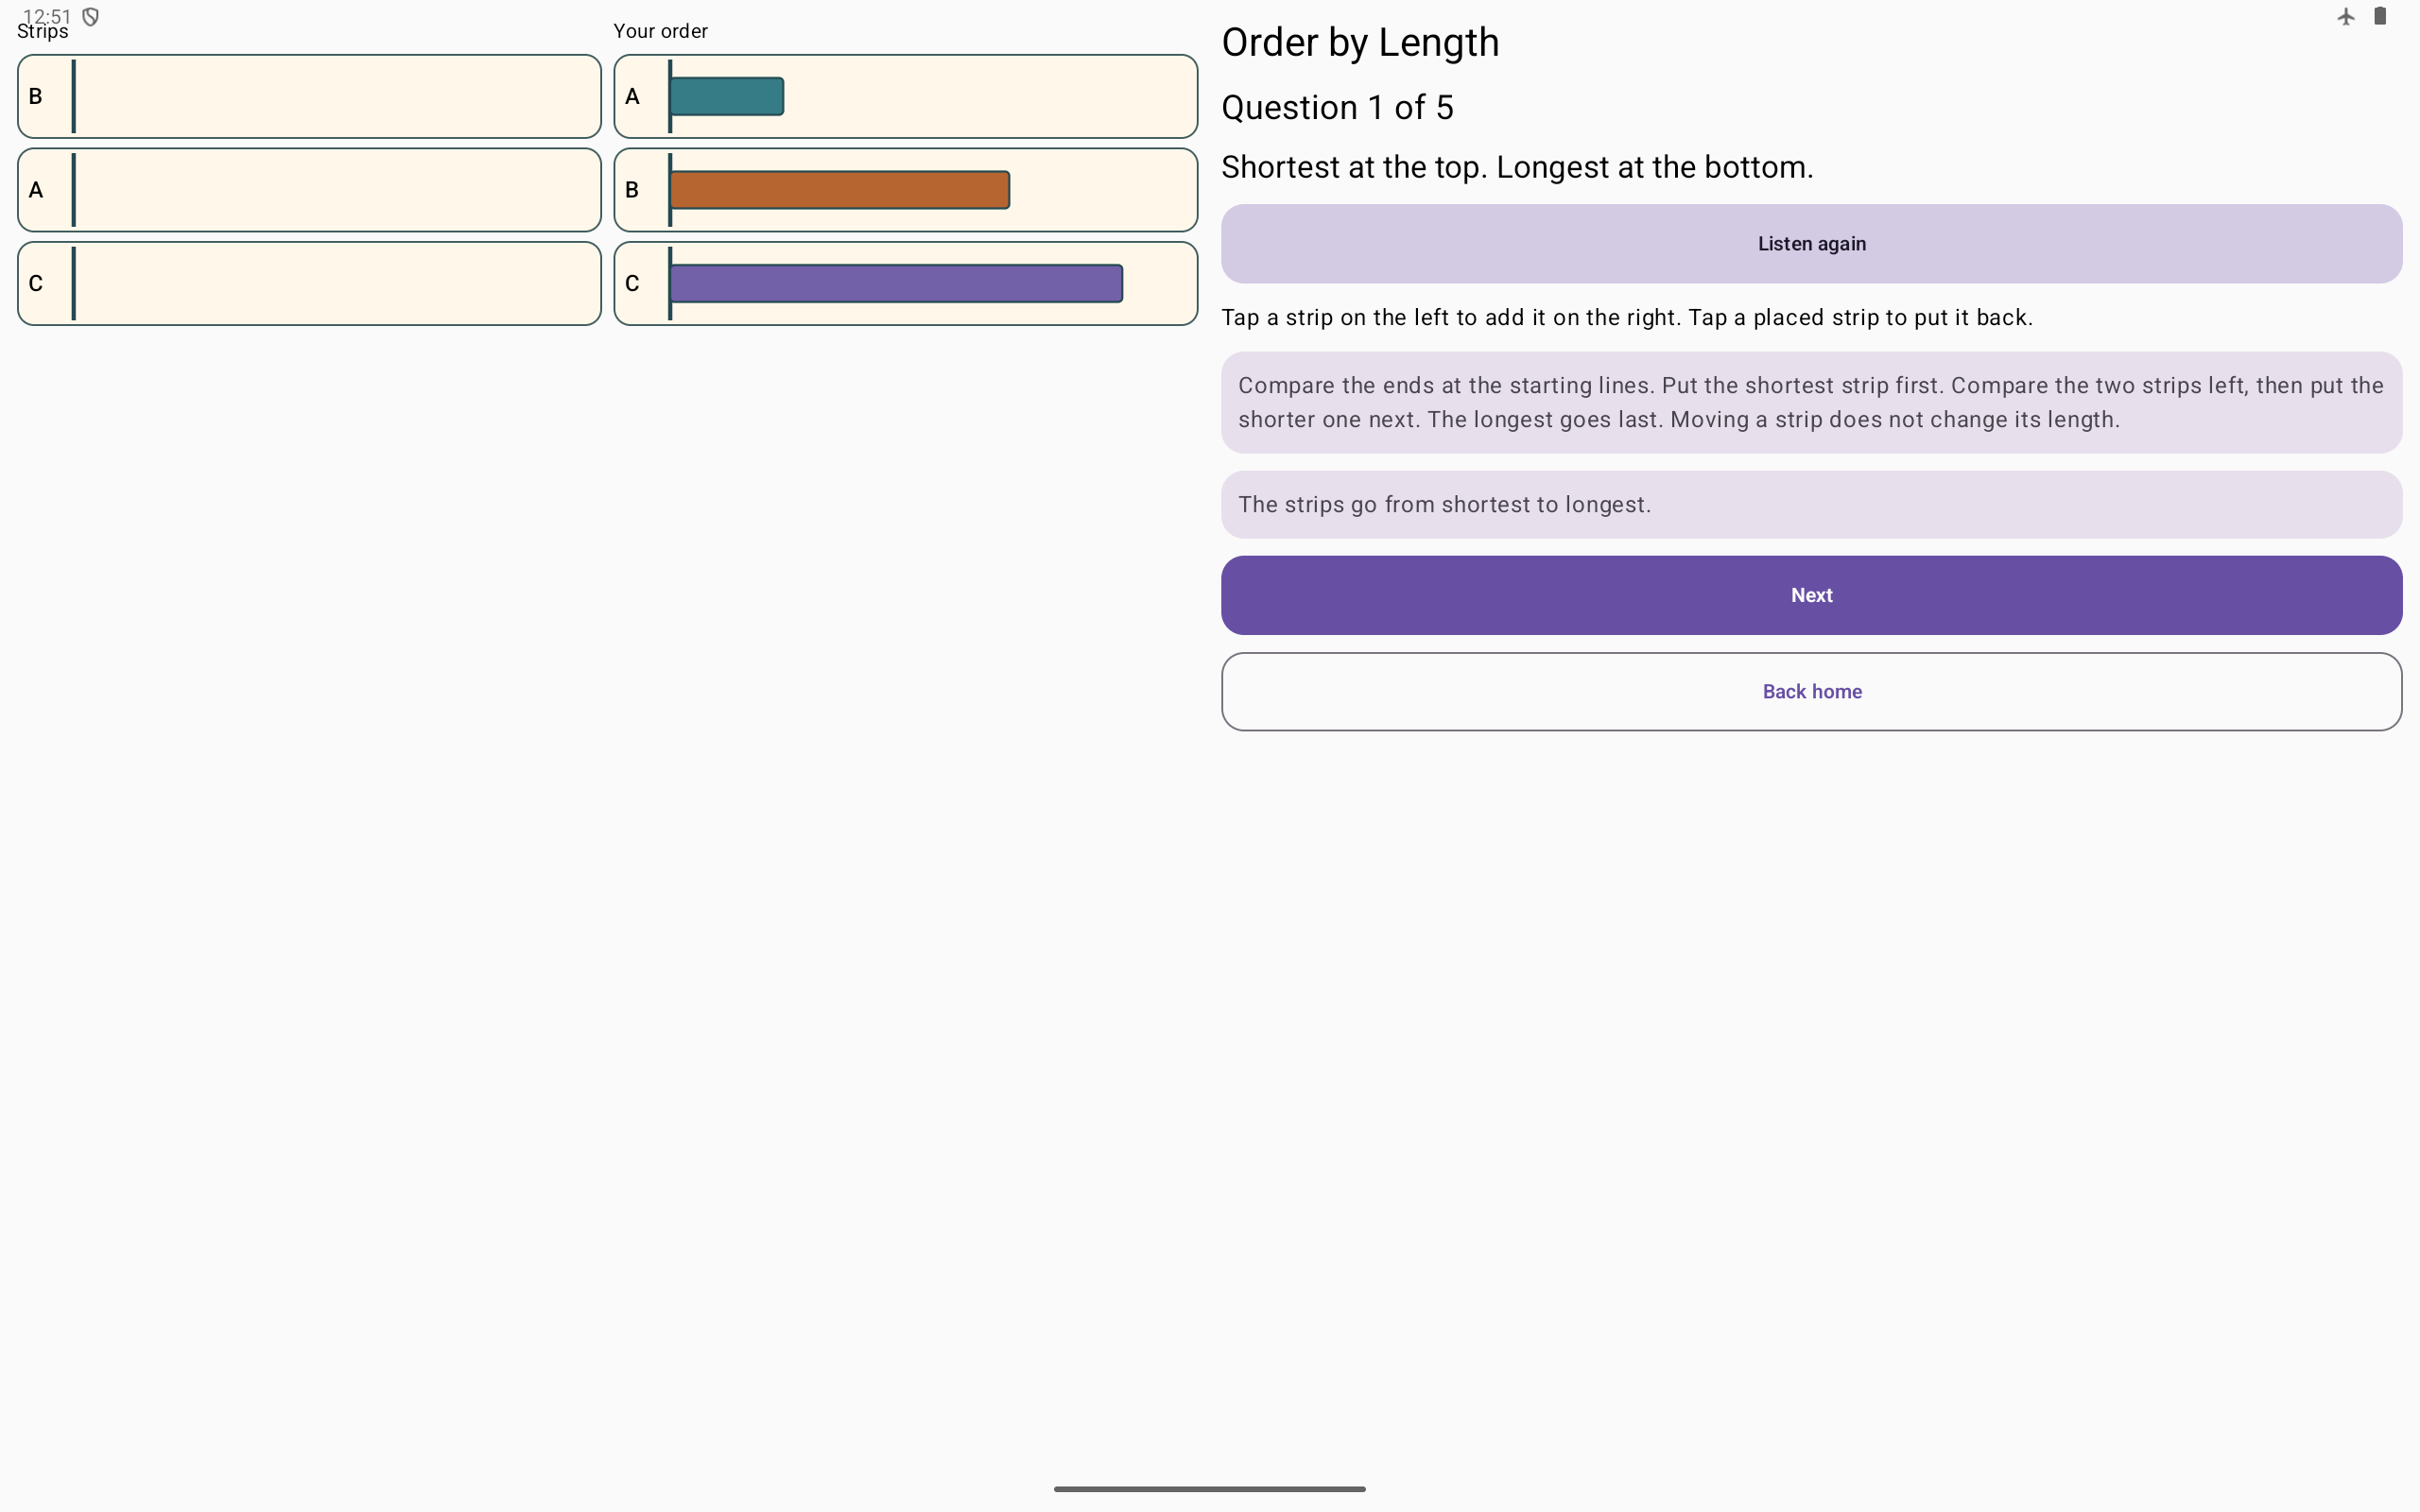 12:51
Strips
B
A
C
Your order
A
B
C
Order by Length
Question 1 of 5
Shortest at the top. Longest at the bottom.
Listen again
Tap a strip on the left to add it on the right. Tap a placed strip to put it back.
Compare the ends at the starting lines. Put the shortest strip first. Compare the two strips left, then put the
shorter one next. The longest goes last. Moving a strip does not change its length.
The strips go from shortest to longest.
Next
Back home